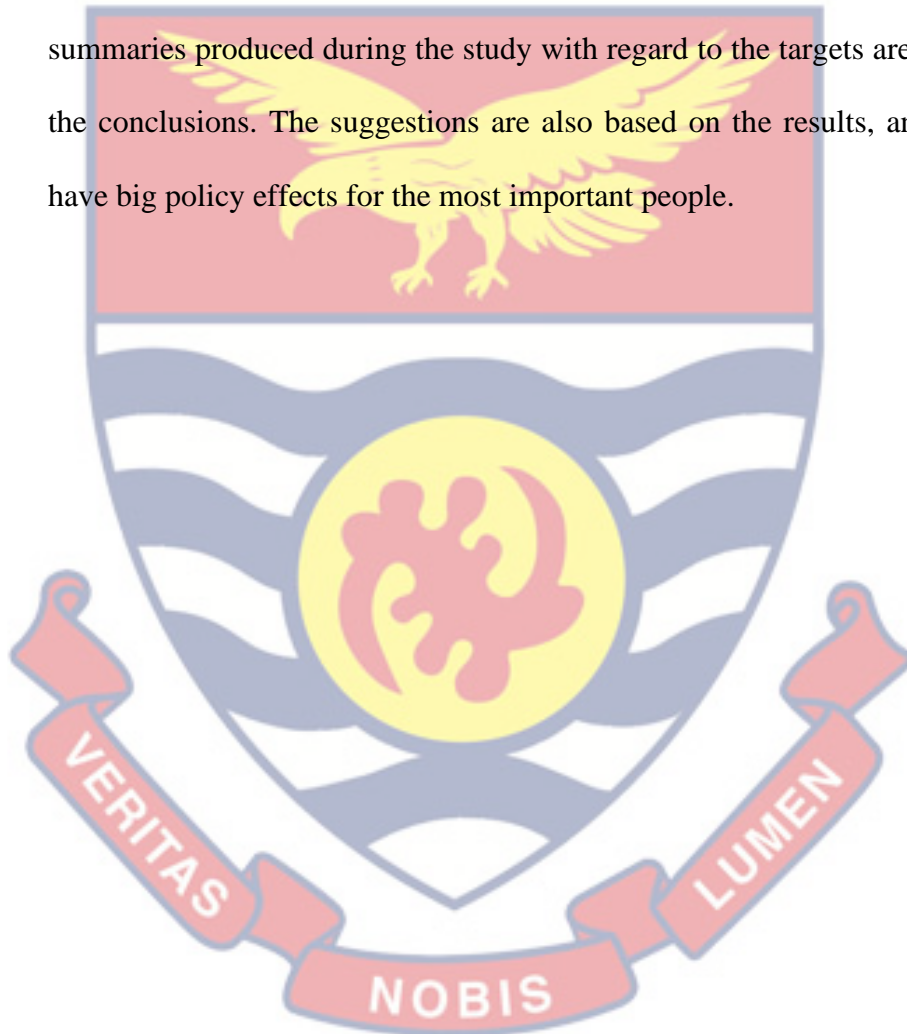 summaries produced during the study with regard to the targets are
the conclusions. The suggestions are also based on the results, an
have big policy effects for the most important people.
VERITAS
NOBIS
LUMEN